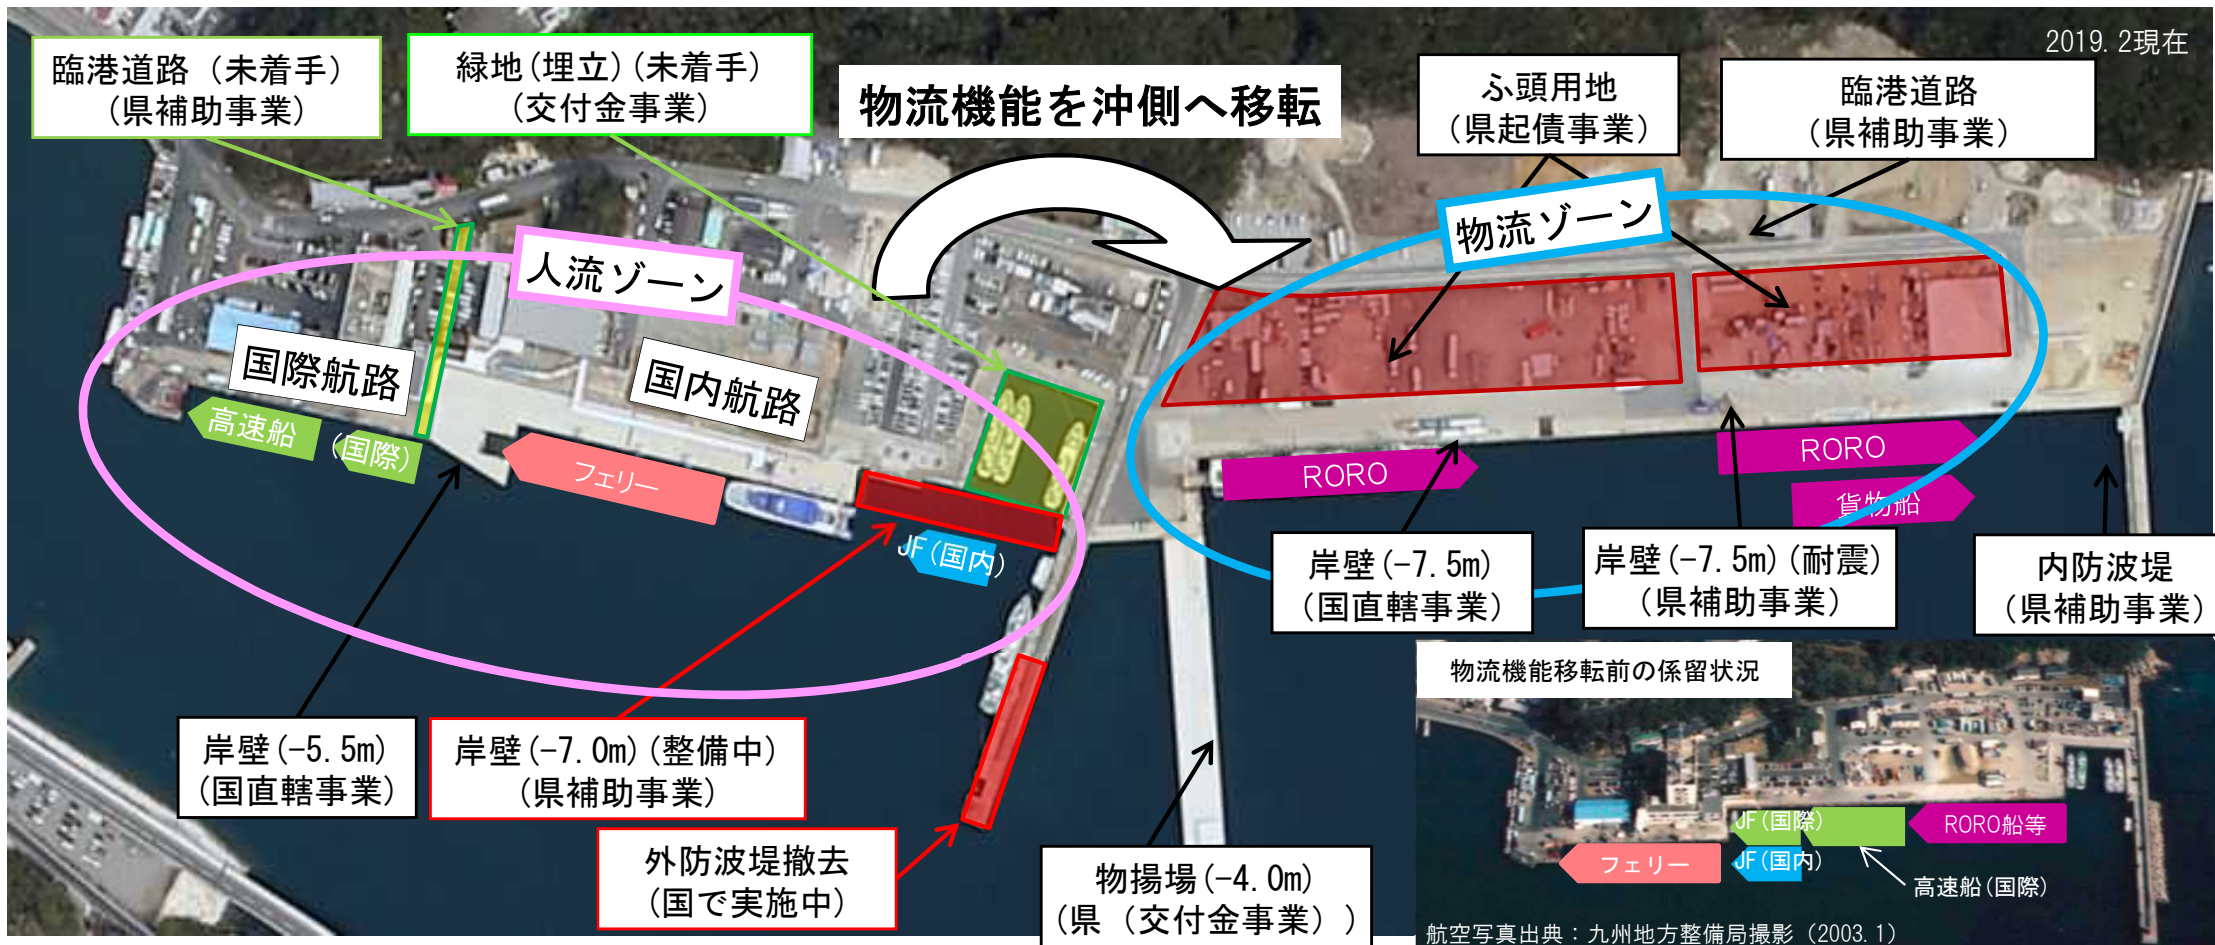 2019.2現在
臨港道路（未着手）
（県補助事業）
緑地(埋立)(未着手)
（交付金事業）
物流機能を沖側へ移転
ふ頭用地
（県起債事業）
臨港道路
（県補助事業）
人流ゾーン
物流ゾーン
国際航路
国内航路
高速船
(国際)
フェリー
JF(国内)
RORO
RORO
貨物船
岸壁(-7.5m)
（国直轄事業）
岸壁(-7.5m)(耐震)
（県補助事業）
内防波堤
（県補助事業）
岸壁(-5.5m)
（国直轄事業）
岸壁(-7.0m)(整備中)
（県補助事業）
外防波堤撤去
（国で実施中）
物揚場(-4.0m)
（県（交付金事業））
物流機能移転前の係留状況
JF(国際)
RORO船等
フェリー
JF(国内)
高速船(国際)
航空写真出典：九州地方整備局撮影（2003.1）